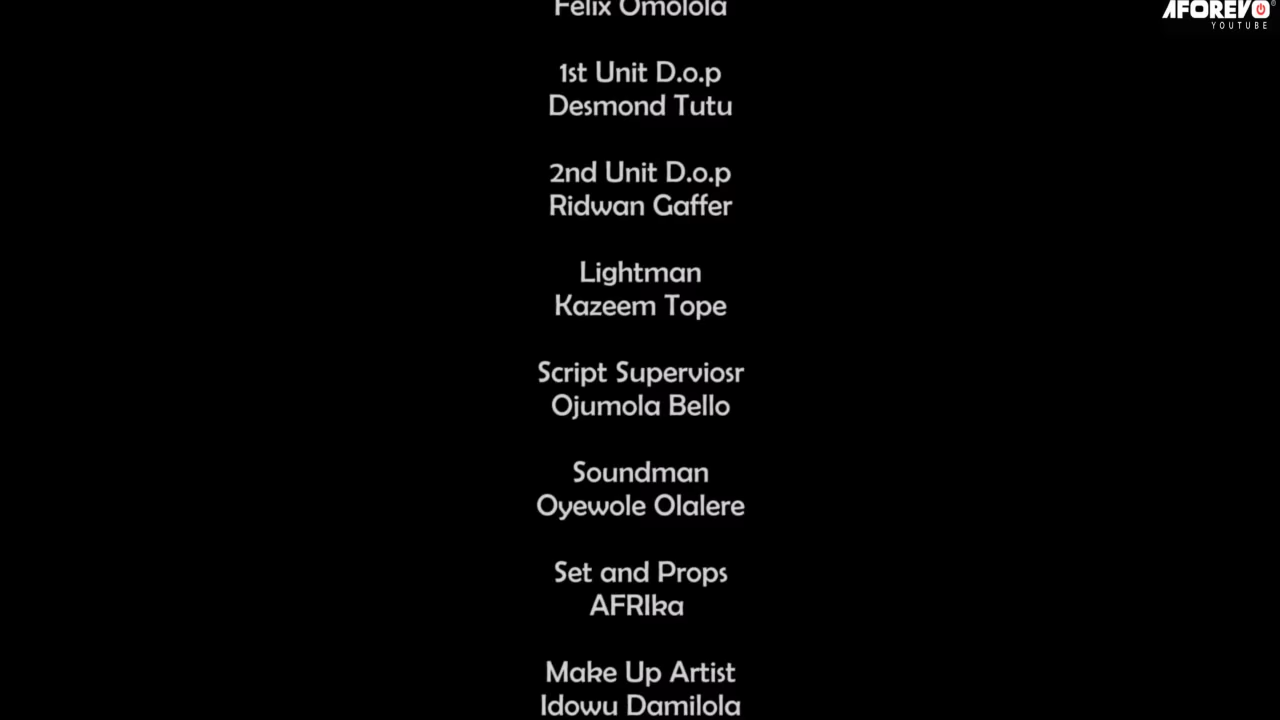 Felix Omolola
AFOREVO
YOUTUBE
1st Unit D.o.p
Desmond Tutu
2nd Unit D.o.p
Ridwan Gaffer
Lightman
Kazeem Tope
Script Superviosr
Ojumola Bello
Soundman
Oyewole Olalere
Set and Props
AFRIka
Make Up Artist
Idowu Damilola